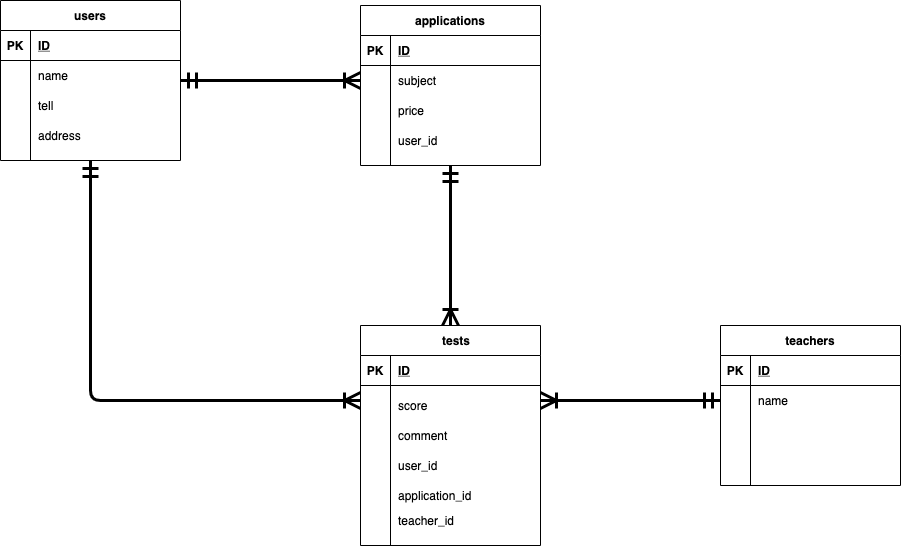 users
PK ID
name
tell
address
applications
PK ID
subject
price
user_id
tests
PK ID
score
comment
user_id
application_id
teacher_id
teachers
PK ID
name